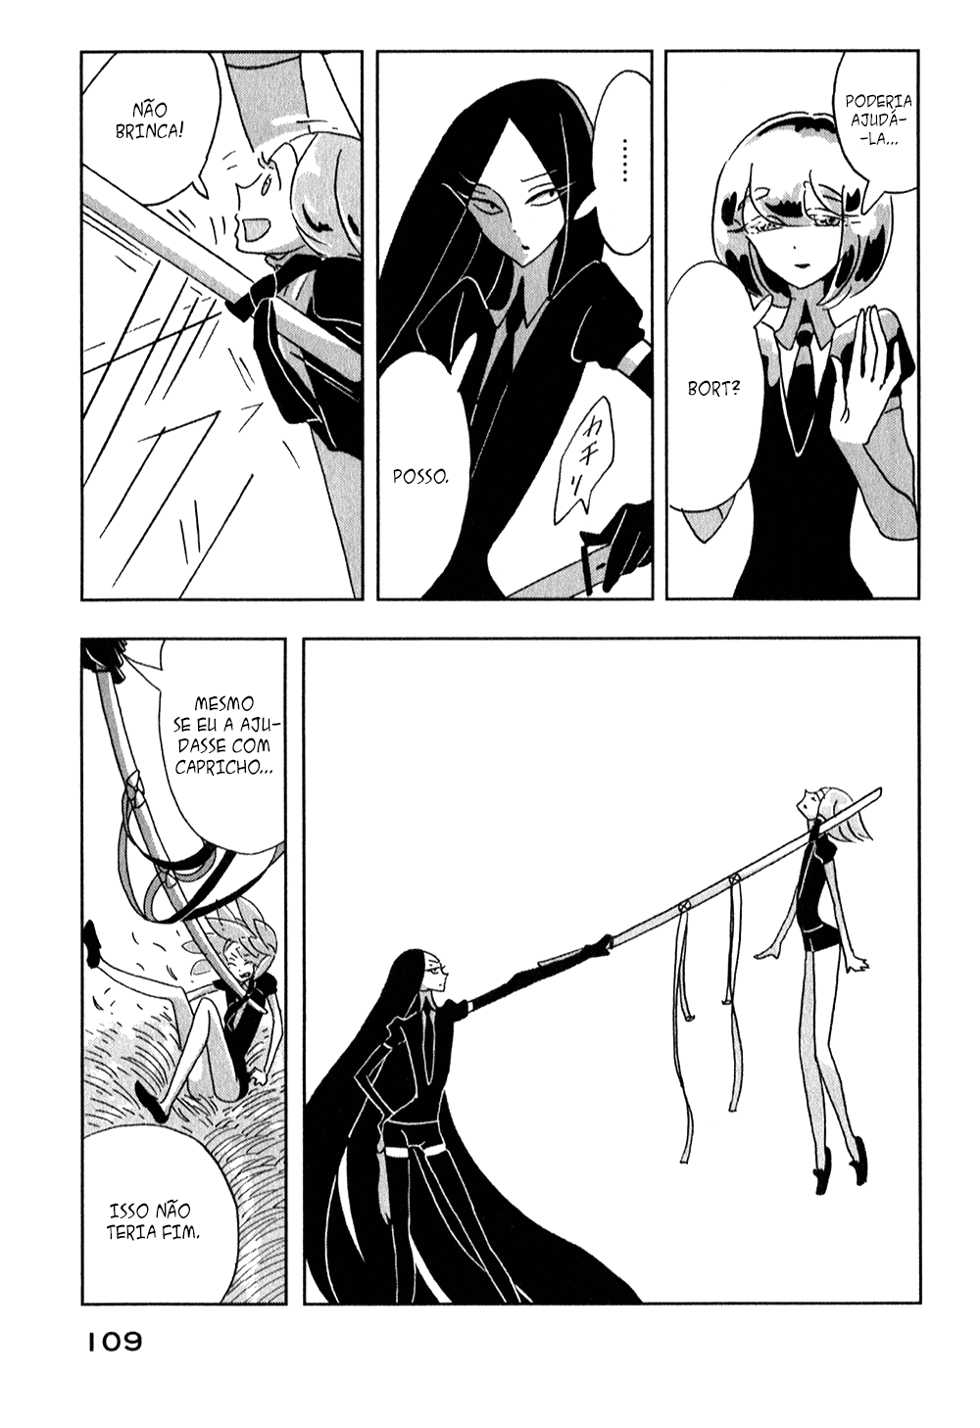 PODERIA
AJUDÁ-
-LA...
BORT?
......
POSSO.
カチリ
NÃO
BRINCA!
MESMO
SE EU A AJU-
DASSE COM
CAPRICHO...
ISSO NÃO
TERIA FIM.
109